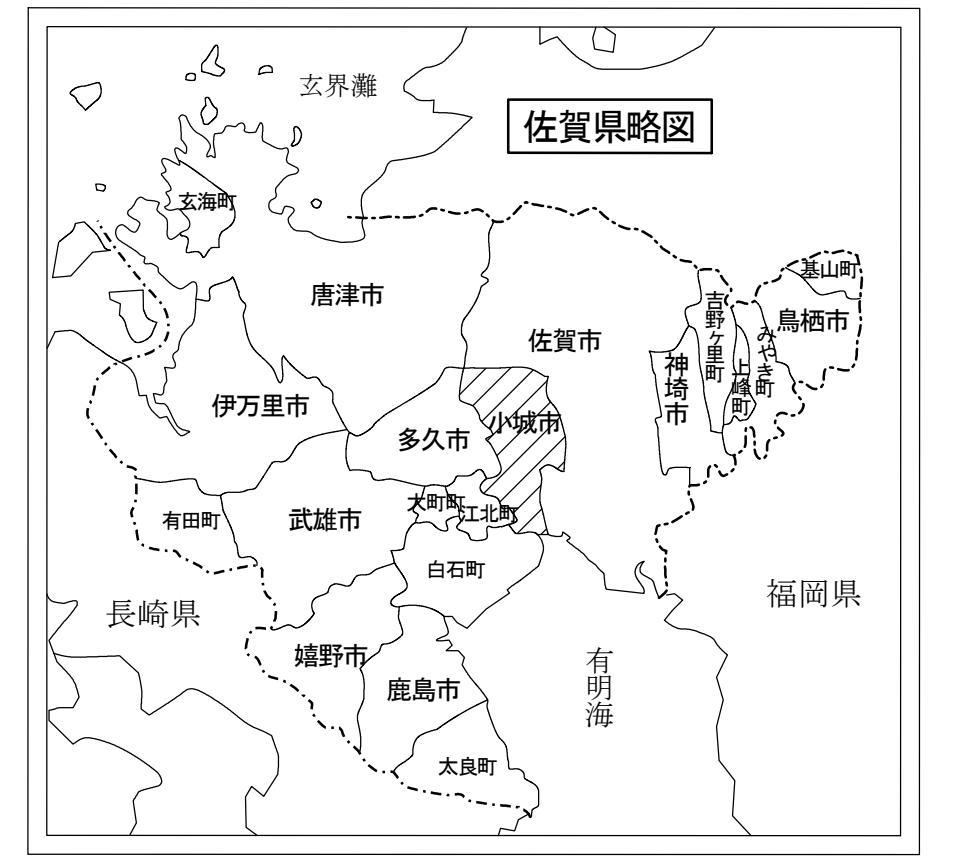 玄界灘
佐賀県略図
玄海町
唐津市
佐賀市
基山町
鳥栖市
吉野ヶ里町
みやき町
上峰町
神埼市
伊万里市
多久市
小城市
大町町
江北町
有田町
武雄市
白石町
長崎県
福岡県
嬉野市
鹿島市
有明海
太良町